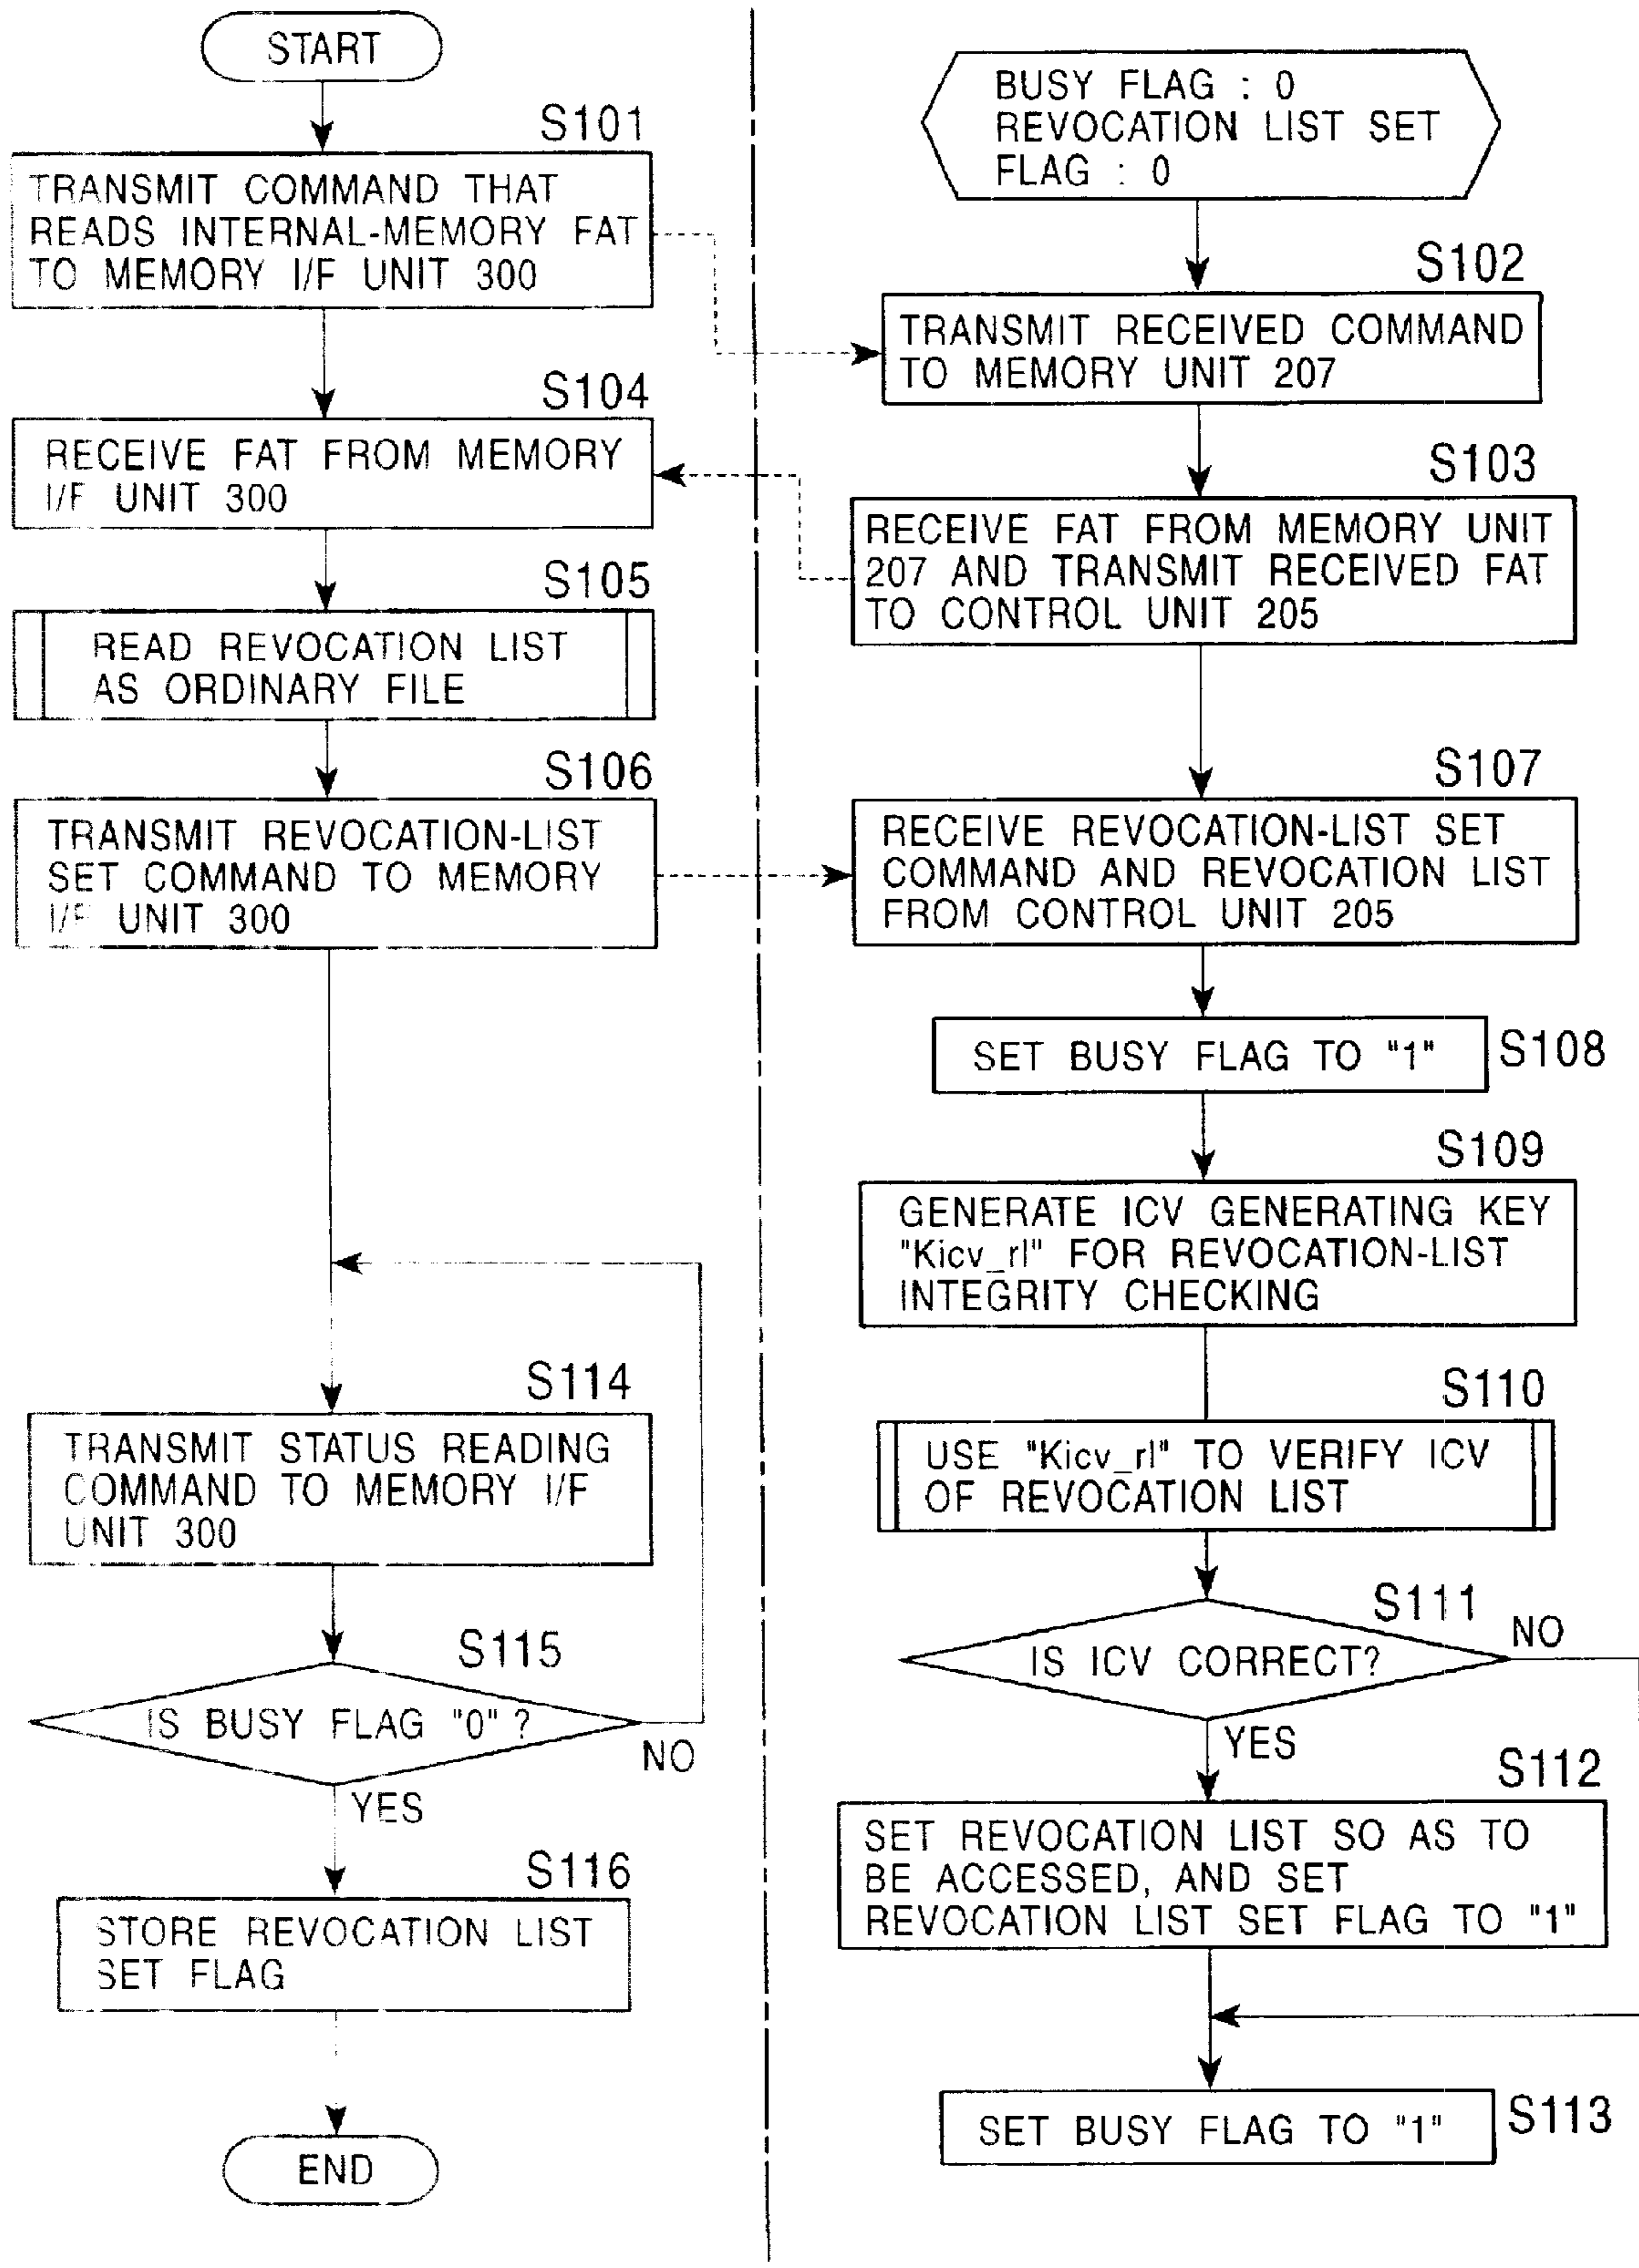 START
S101
TRANSMIT COMMAND THAT
READS INTERNAL-MEMORY FAT
TO MEMORY I/F UNIT 300
S104
RECEIVE FAT FROM MEMORY
I/F UNIT 300
S105
READ REVOCATION LIST
AS ORDINARY FILE
S106
TRANSMIT REVOCATION-LIST
SET COMMAND TO MEMORY
I/F UNIT 300
S114
TRANSMIT STATUS READING
COMMAND TO MEMORY I/F
UNIT 300
S115
IS BUSY FLAG "0" ?
NO
YES
S116
STORE REVOCATION LIST
SET FLAG
END
BUSY FLAG : 0
REVOCATION LIST SET
FLAG : 0
S102
TRANSMIT RECEIVED COMMAND
TO MEMORY UNIT 207
S103
RECEIVE FAT FROM MEMORY UNIT
207 AND TRANSMIT RECEIVED FAT
TO CONTROL UNIT 205
S107
RECEIVE REVOCATION-LIST SET
COMMAND AND REVOCATION LIST
FROM CONTROL UNIT 205
SET BUSY FLAG TO "1"
S108
S109
GENERATE ICV GENERATING KEY
"Kicv_rl" FOR REVOCATION-LIST
INTEGRITY CHECKING
S110
USE "Kicv_rl" TO VERIFY ICV
OF REVOCATION LIST
S111
IS ICV CORRECT?
NO
YES
S112
SET REVOCATION LIST SO AS TO
BE ACCESSED, AND SET
REVOCATION LIST SET FLAG TO "1"
SET BUSY FLAG TO "1"
S113